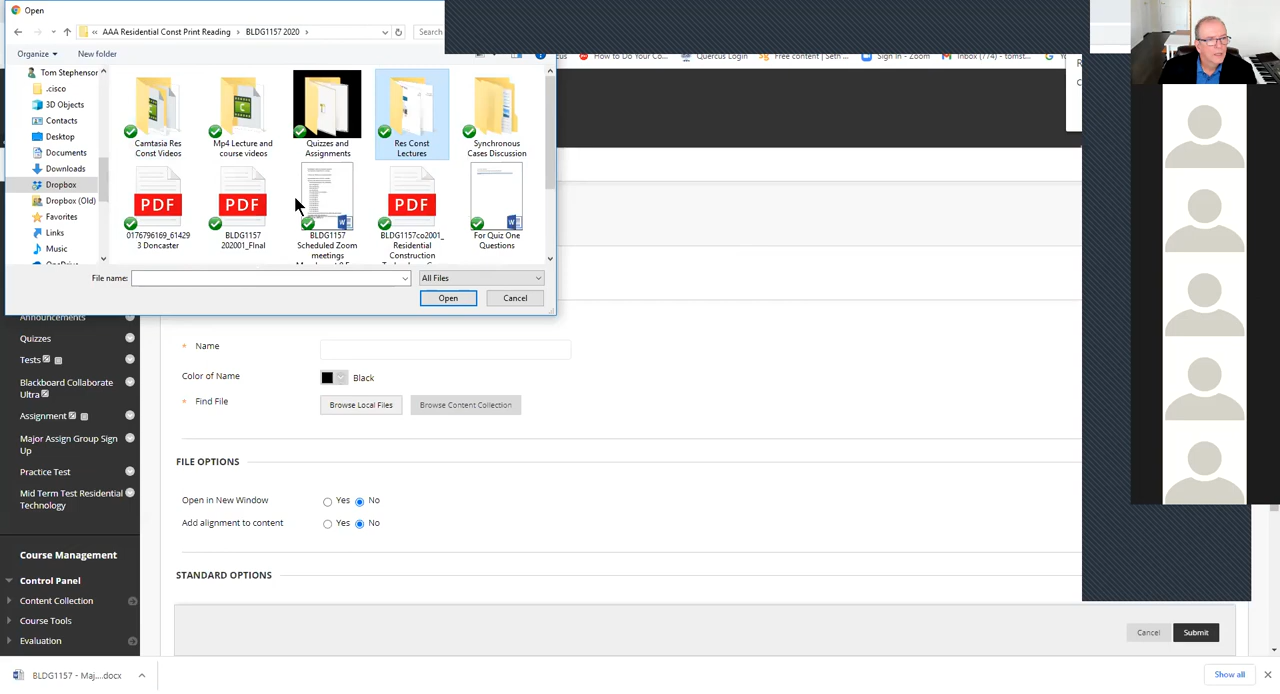 Open
« AAA Residential Const Print Reading › BLDG1157 2020 ›
Search
Organize
New folder
How to Do Your Co...
Quercus Login
Free content | Seth ...
Sign In - Zoom
Inbox (774) - tomst...
Tom Stephenson
.cisco
3D Objects
Contacts
Desktop
Documents
Downloads
Dropbox
Dropbox (Old)
Favorites
Links
Music
Camtasia Res
Const Videos
Mp4 Lecture and
course videos
Quizzes and
Assignments
Res Const
Lectures
Synchronous
Cases Discussion
PDF
PDF
PDF
0176796169_61429
3 Doncaster
BLDG1157
202001_FInal
BLDG1157
Scheduled Zoom
meetings
BLDG1157co2001_
Residential
Construction
For Quiz One
Questions
File name:
All Files
Open
Cancel
Announcements
Quizzes
Tests
Blackboard Collaborate
Ultra
Assignment
Major Assign Group Sign
Up
Practice Test
Mid Term Test Residential
Technology
Course Management
Control Panel
Content Collection
Course Tools
Evaluation
* Name
Color of Name
Black
* Find File
Browse Local Files
Browse Content Collection
FILE OPTIONS
Open in New Window
Yes
No
Add alignment to content
Yes
No
STANDARD OPTIONS
Cancel
Submit
BLDG1157 - Maj....docx
Show all